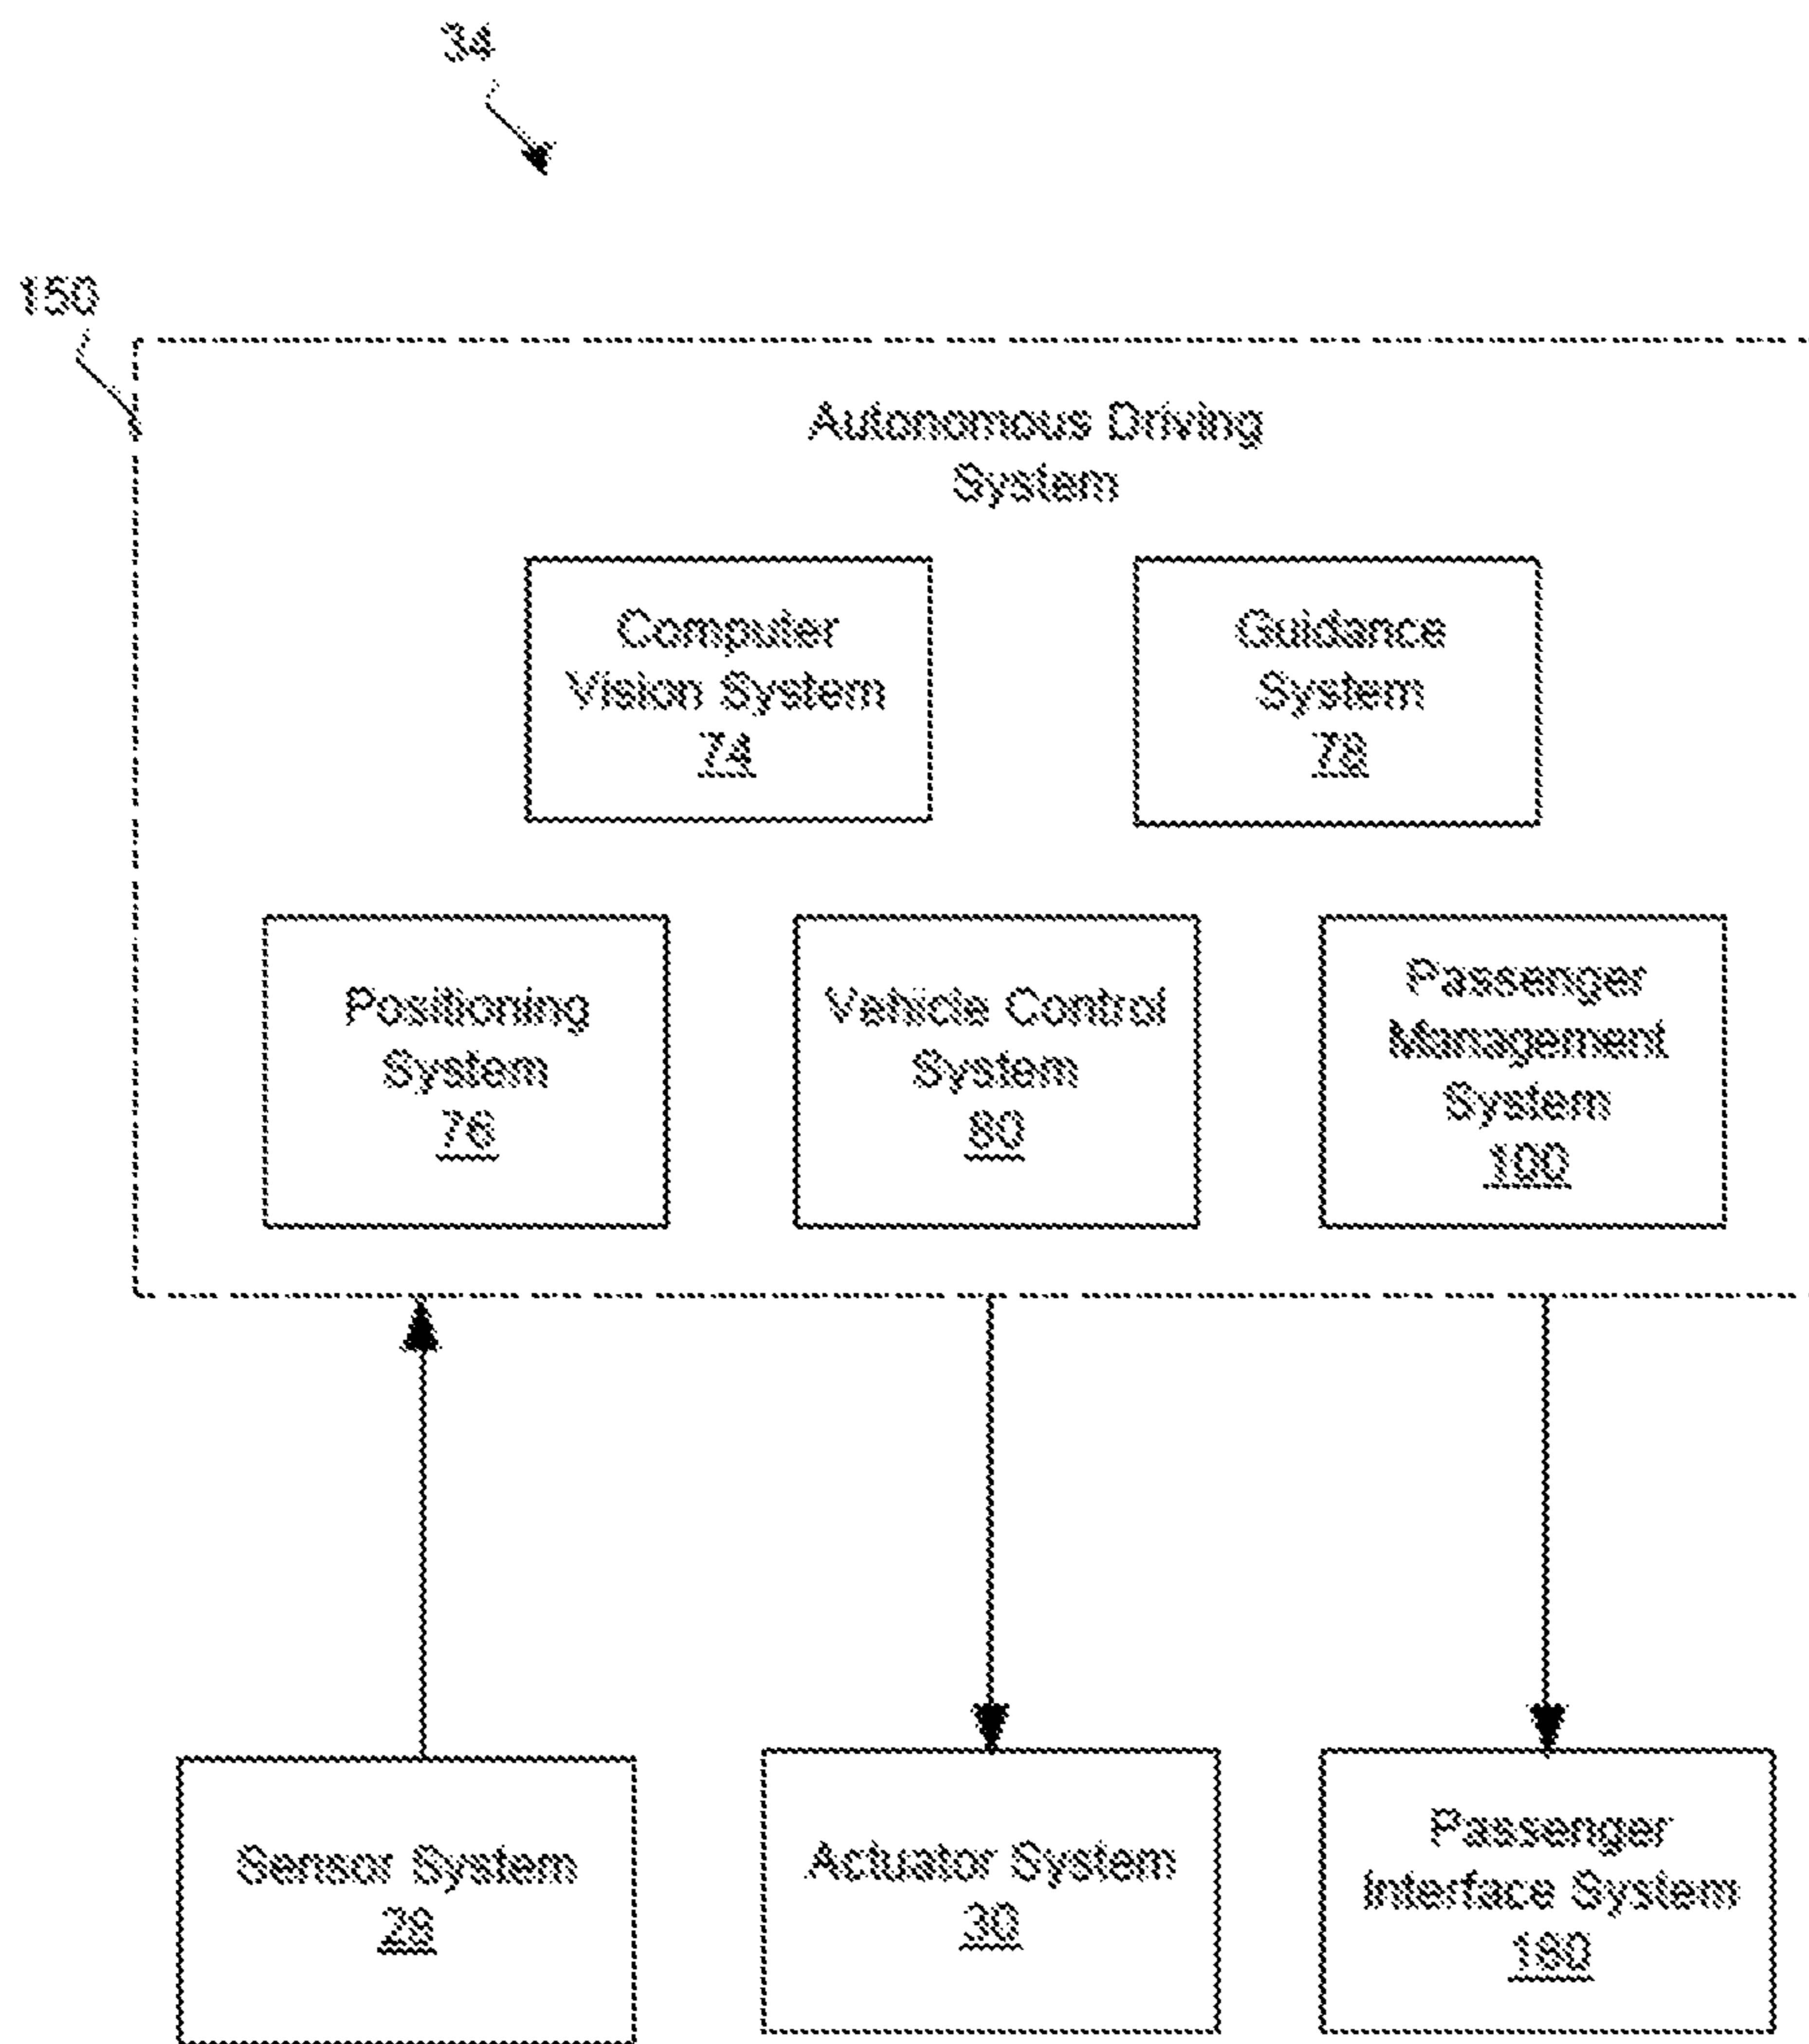 34
150
Autonomous Driving
System
Computer
Vision System
74
Guidance
System
78
Positioning
System
76
Vehicle Control
System
80
Passenger
Management
System
100
Sensor System
28
Actuator System
30
Passenger
Interface System